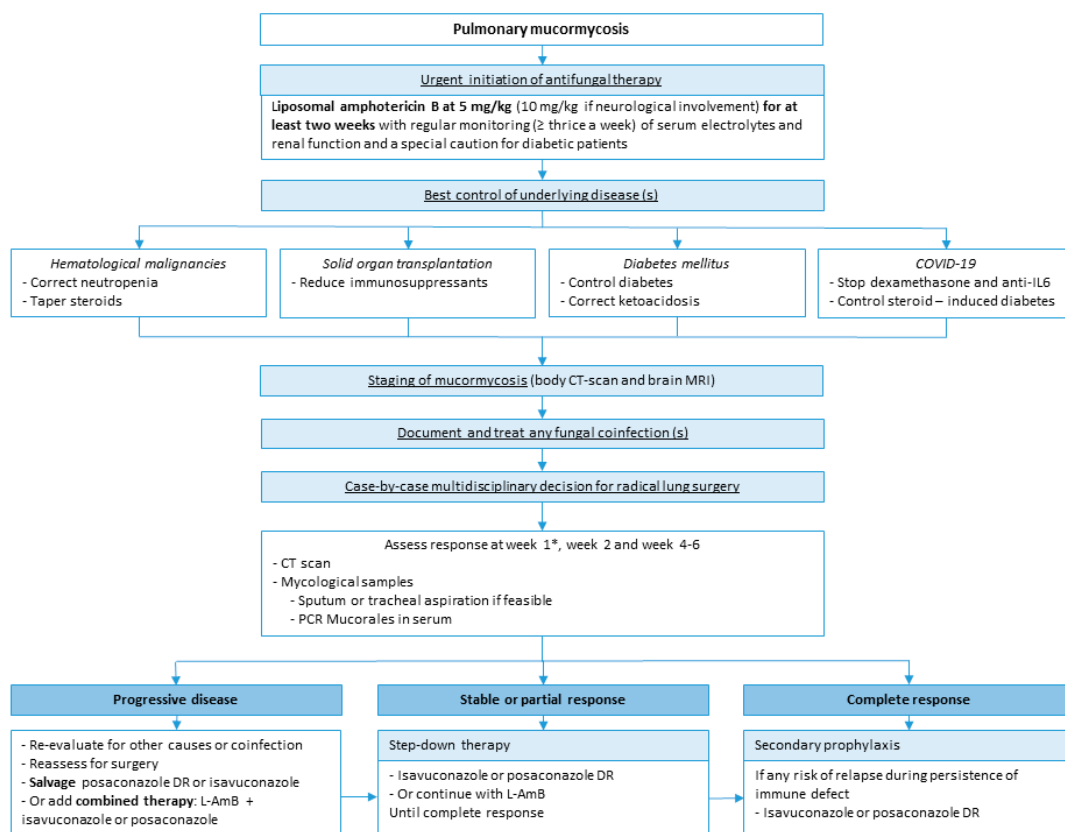 Pulmonary mucormycosis
Urgent initiation of antifungal therapy
Liposomal amphotericin B at 5 mg/kg (10 mg/kg if neurological involvement) for at
least two weeks with regular monitoring (≥ thrice a week) of serum electrolytes and
renal function and a special caution for diabetic patients
Best control of underlying disease (s)
Hematological malignancies
- Correct neutropenia
- Taper steroids
Solid organ transplantation
- Reduce immunosuppressants
Diabetes mellitus
- Control diabetes
- Correct ketoacidosis
COVID-19
- Stop dexamethasone and anti-IL6
- Control steroid – induced diabetes
Staging of mucormycosis (body CT-scan and brain MRI)
Document and treat any fungal coinfection (s)
Case-by-case multidisciplinary decision for radical lung surgery
Assess response at week 1*, week 2 and week 4-6
- CT scan
- Mycological samples
- Sputum or tracheal aspiration if feasible
- PCR Mucorales in serum
Progressive disease
- Re-evaluate for other causes or coinfection
- Reassess for surgery
- Salvage posaconazole DR or isavuconazole
- Or add combined therapy: L-AmB +
isavuconazole or posaconazole
Stable or partial response
Step-down therapy
- Isavuconazole or posaconazole DR
- Or continue with L-AmB
Until complete response
Complete response
Secondary prophylaxis
If any risk of relapse during persistence of
immune defect
- Isavuconazole or posaconazole DR